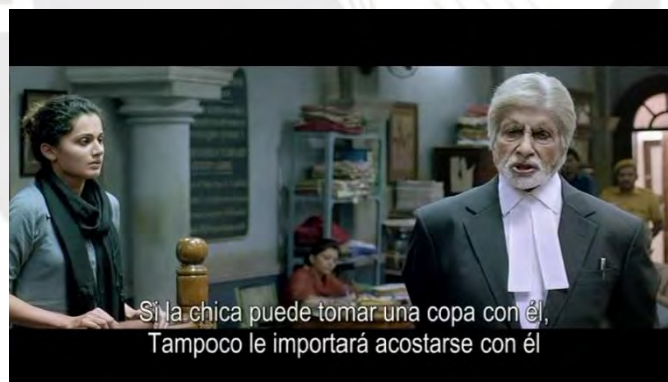 Si la chica puede tomar una copa con él,
Tampoco le importará acostarse con él